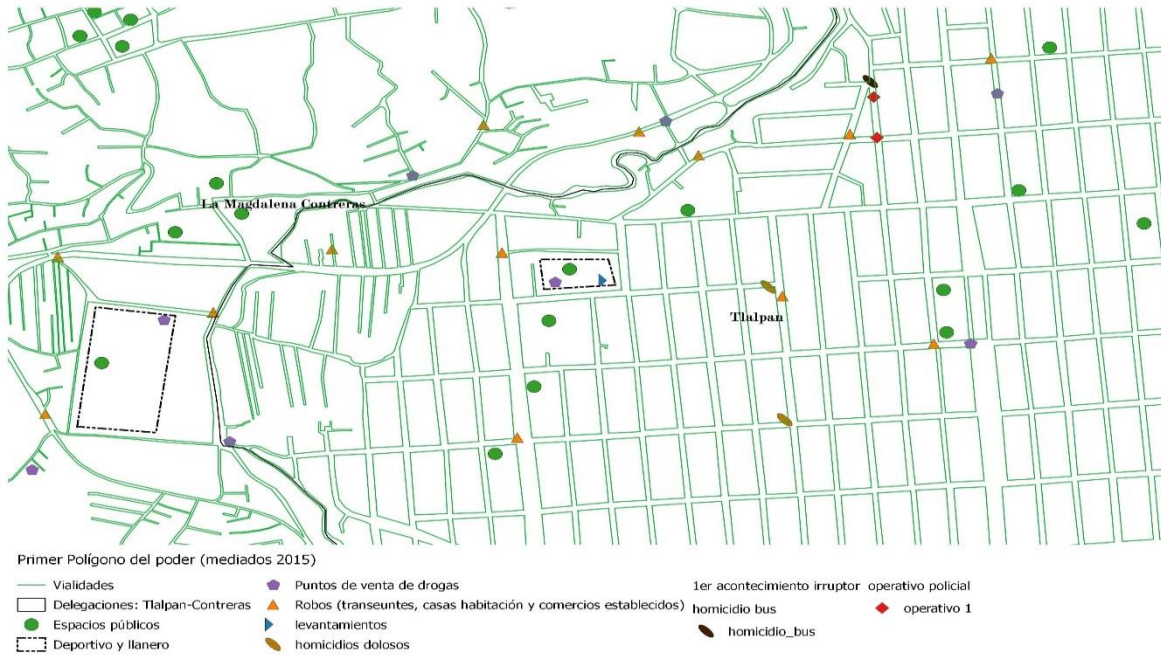 La Magdalena Contreras
Tlalpan
Primer Polígono del poder (mediados 2015)
Vialidades
Delegaciones: Tlalpan-Contreras
Espacios públicos
Deportivo y llanero
Puntos de venta de drogas
Robos (transeuntes, casas habitación y comercios establecidos)
levantamientos
homicidios dolosos
1er acontecimiento irruptor
homicidio bus
homicidio_bus
operativo policial
operativo 1